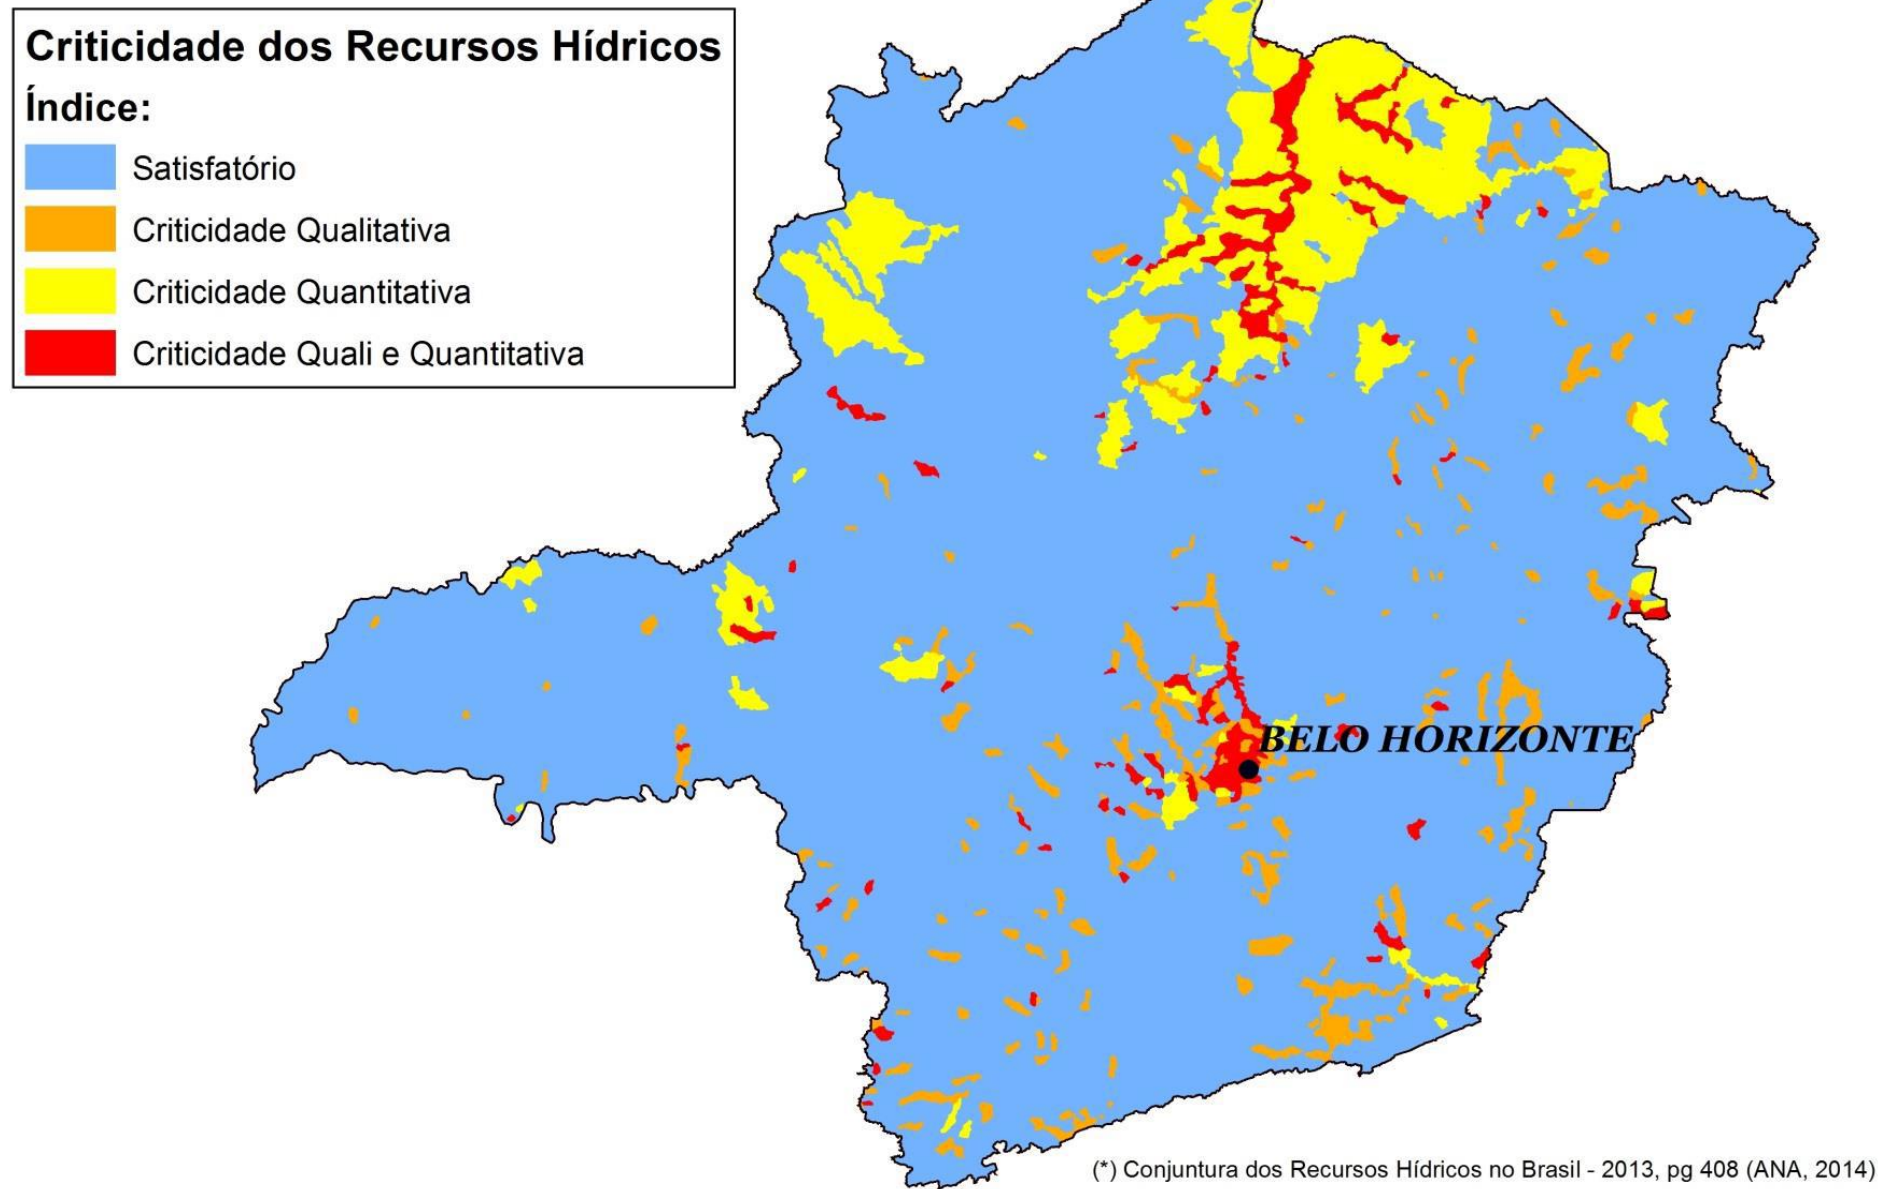 Criticidade dos Recursos Hídricos
Índice:
Satisfatório
Criticidade Qualitativa
Criticidade Quantitativa
Criticidade Quali e Quantitativa
BELO HORIZONTE
(*) Conjuntura dos Recursos Hídricos no Brasil - 2013, pg 408 (ANA, 2014)